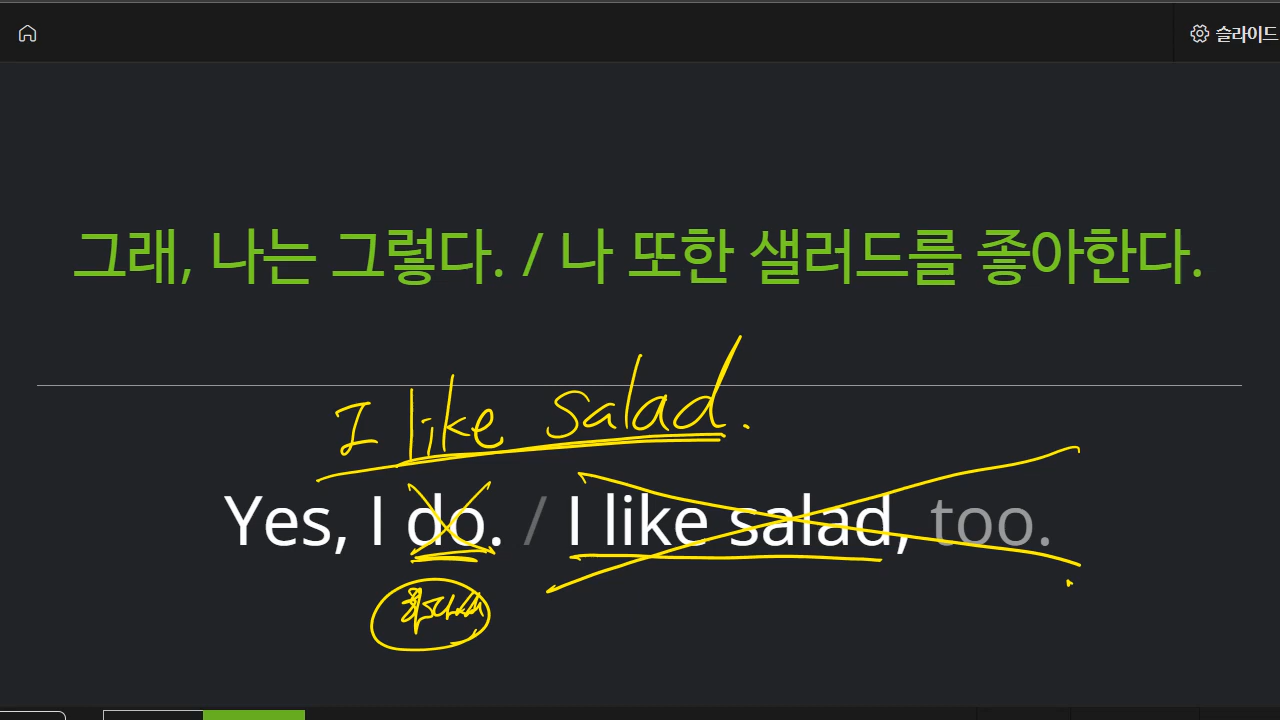 슬라이드
그래, 나는 그렇다. / 나 또한 샐러드를 좋아한다.
I like salad.
Yes, I do. / I like salad, too.